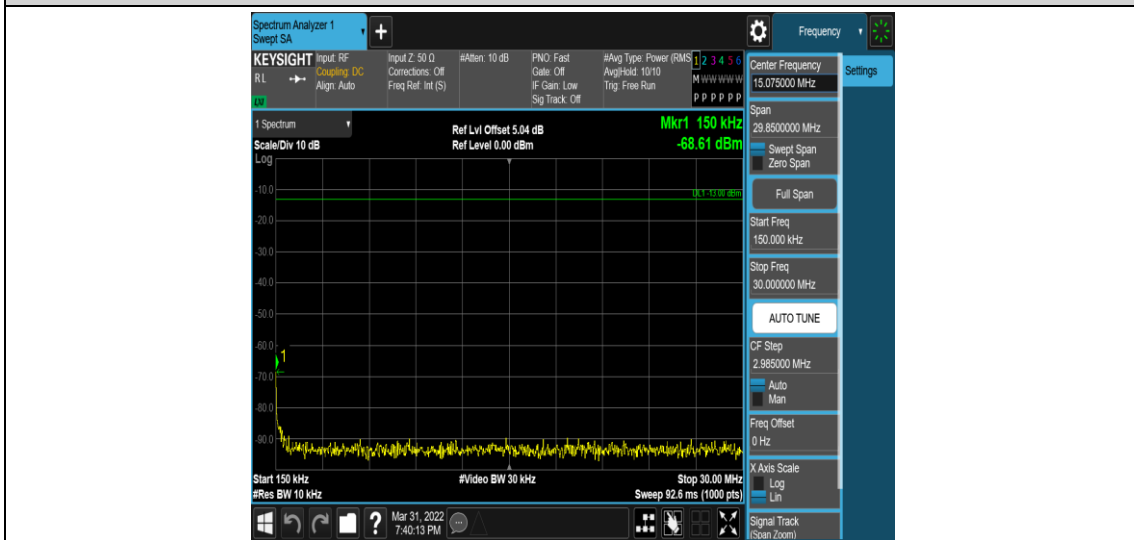 Spectrum Analyzer 1
Swept SA
+
Frequency
KEYSIGHT
Input: RF
Coupling: DC
Align: Auto
Input Z: 50 Ω
Corrections: Off
Freq Ref: Int (S)
#Atten: 10 dB
PNO: Fast
Gate: Off
IF Gain: Low
Sig Track: Off
#Avg Type: Power (RMS
Avg|Hold: 10/10
Trig: Free Run
1 2 3 4 5 6
M W W W W W
P P P P P P
R L
LXI
Center Frequency
15.075000 MHz
Settings
1 Spectrum
Ref Lvl Offset 5.04 dB
Mkr1 150 kHz
Scale/Div 10 dB
Ref Level 0.00 dBm
-68.61 dBm
Log
DL1 -13.00 dBm
-10.0
-20.0
-30.0
-40.0
-50.0
-60.0
1
-70.0
-80.0
-90.0
Start 150 kHz
#Video BW 30 kHz
Stop 30.00 MHz
#Res BW 10 kHz
Sweep 92.6 ms (1000 pts)
Span
29.8500000 MHz
Swept Span
Zero Span
Full Span
Start Freq
150.000 kHz
Stop Freq
30.000000 MHz
AUTO TUNE
CF Step
2.985000 MHz
Auto
Man
Freq Offset
0 Hz
X Axis Scale
Log
Lin
Signal Track
(Span Zoom)
?
Mar 31, 2022
7:40:13 PM